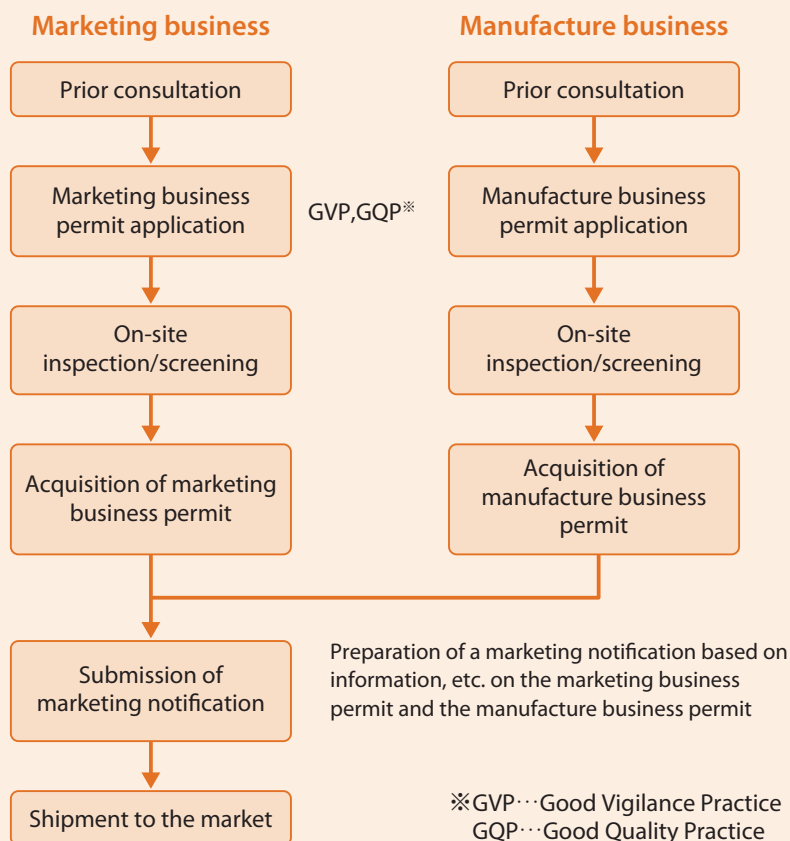 Marketing business
Manufacture business
Prior consultation
Prior consultation
Marketing business
permit application
GVP,GQP※
Manufacture business
permit application
On-site
inspection/screening
On-site
inspection/screening
Acquisition of marketing
business permit
Acquisition of
manufacture business
permit
Submission of
marketing notification
Preparation of a marketing notification based on
information, etc. on the marketing business
permit and the manufacture business permit
Shipment to the market
※GVP···Good Vigilance Practice
GQP···Good Quality Practice